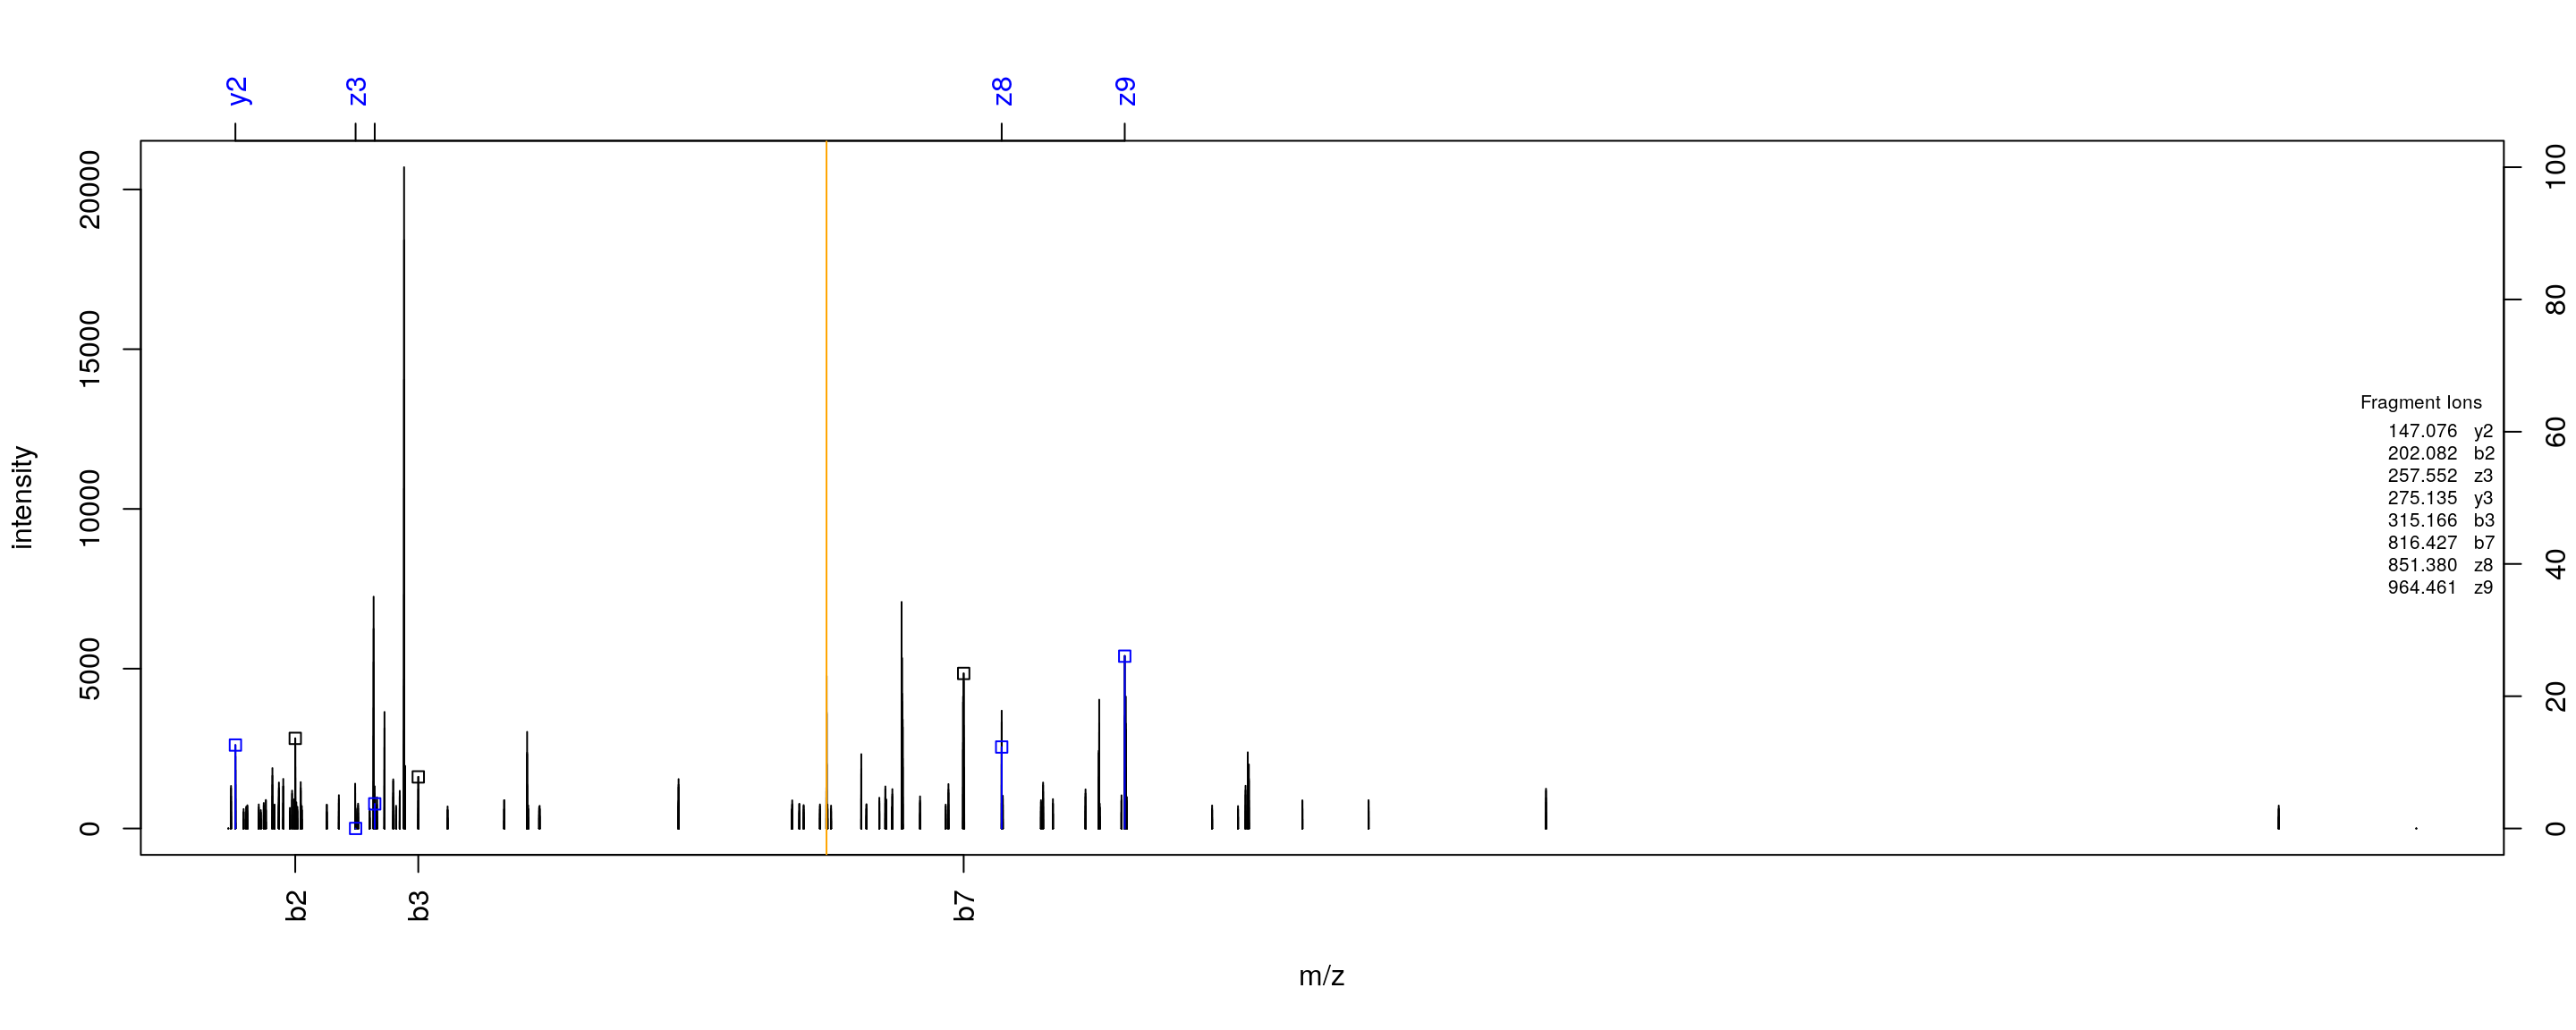 y2 z3 z8 z9
20000 100
15000 80
10000 60
5000 40
0 20
0
intensity
Fragment Ions
147.076 y2
202.082 b2
257.552 z3
275.135 y3
315.166 b3
816.427 b7
851.380 z8
964.461 z9
b2 b3 b7
m/z